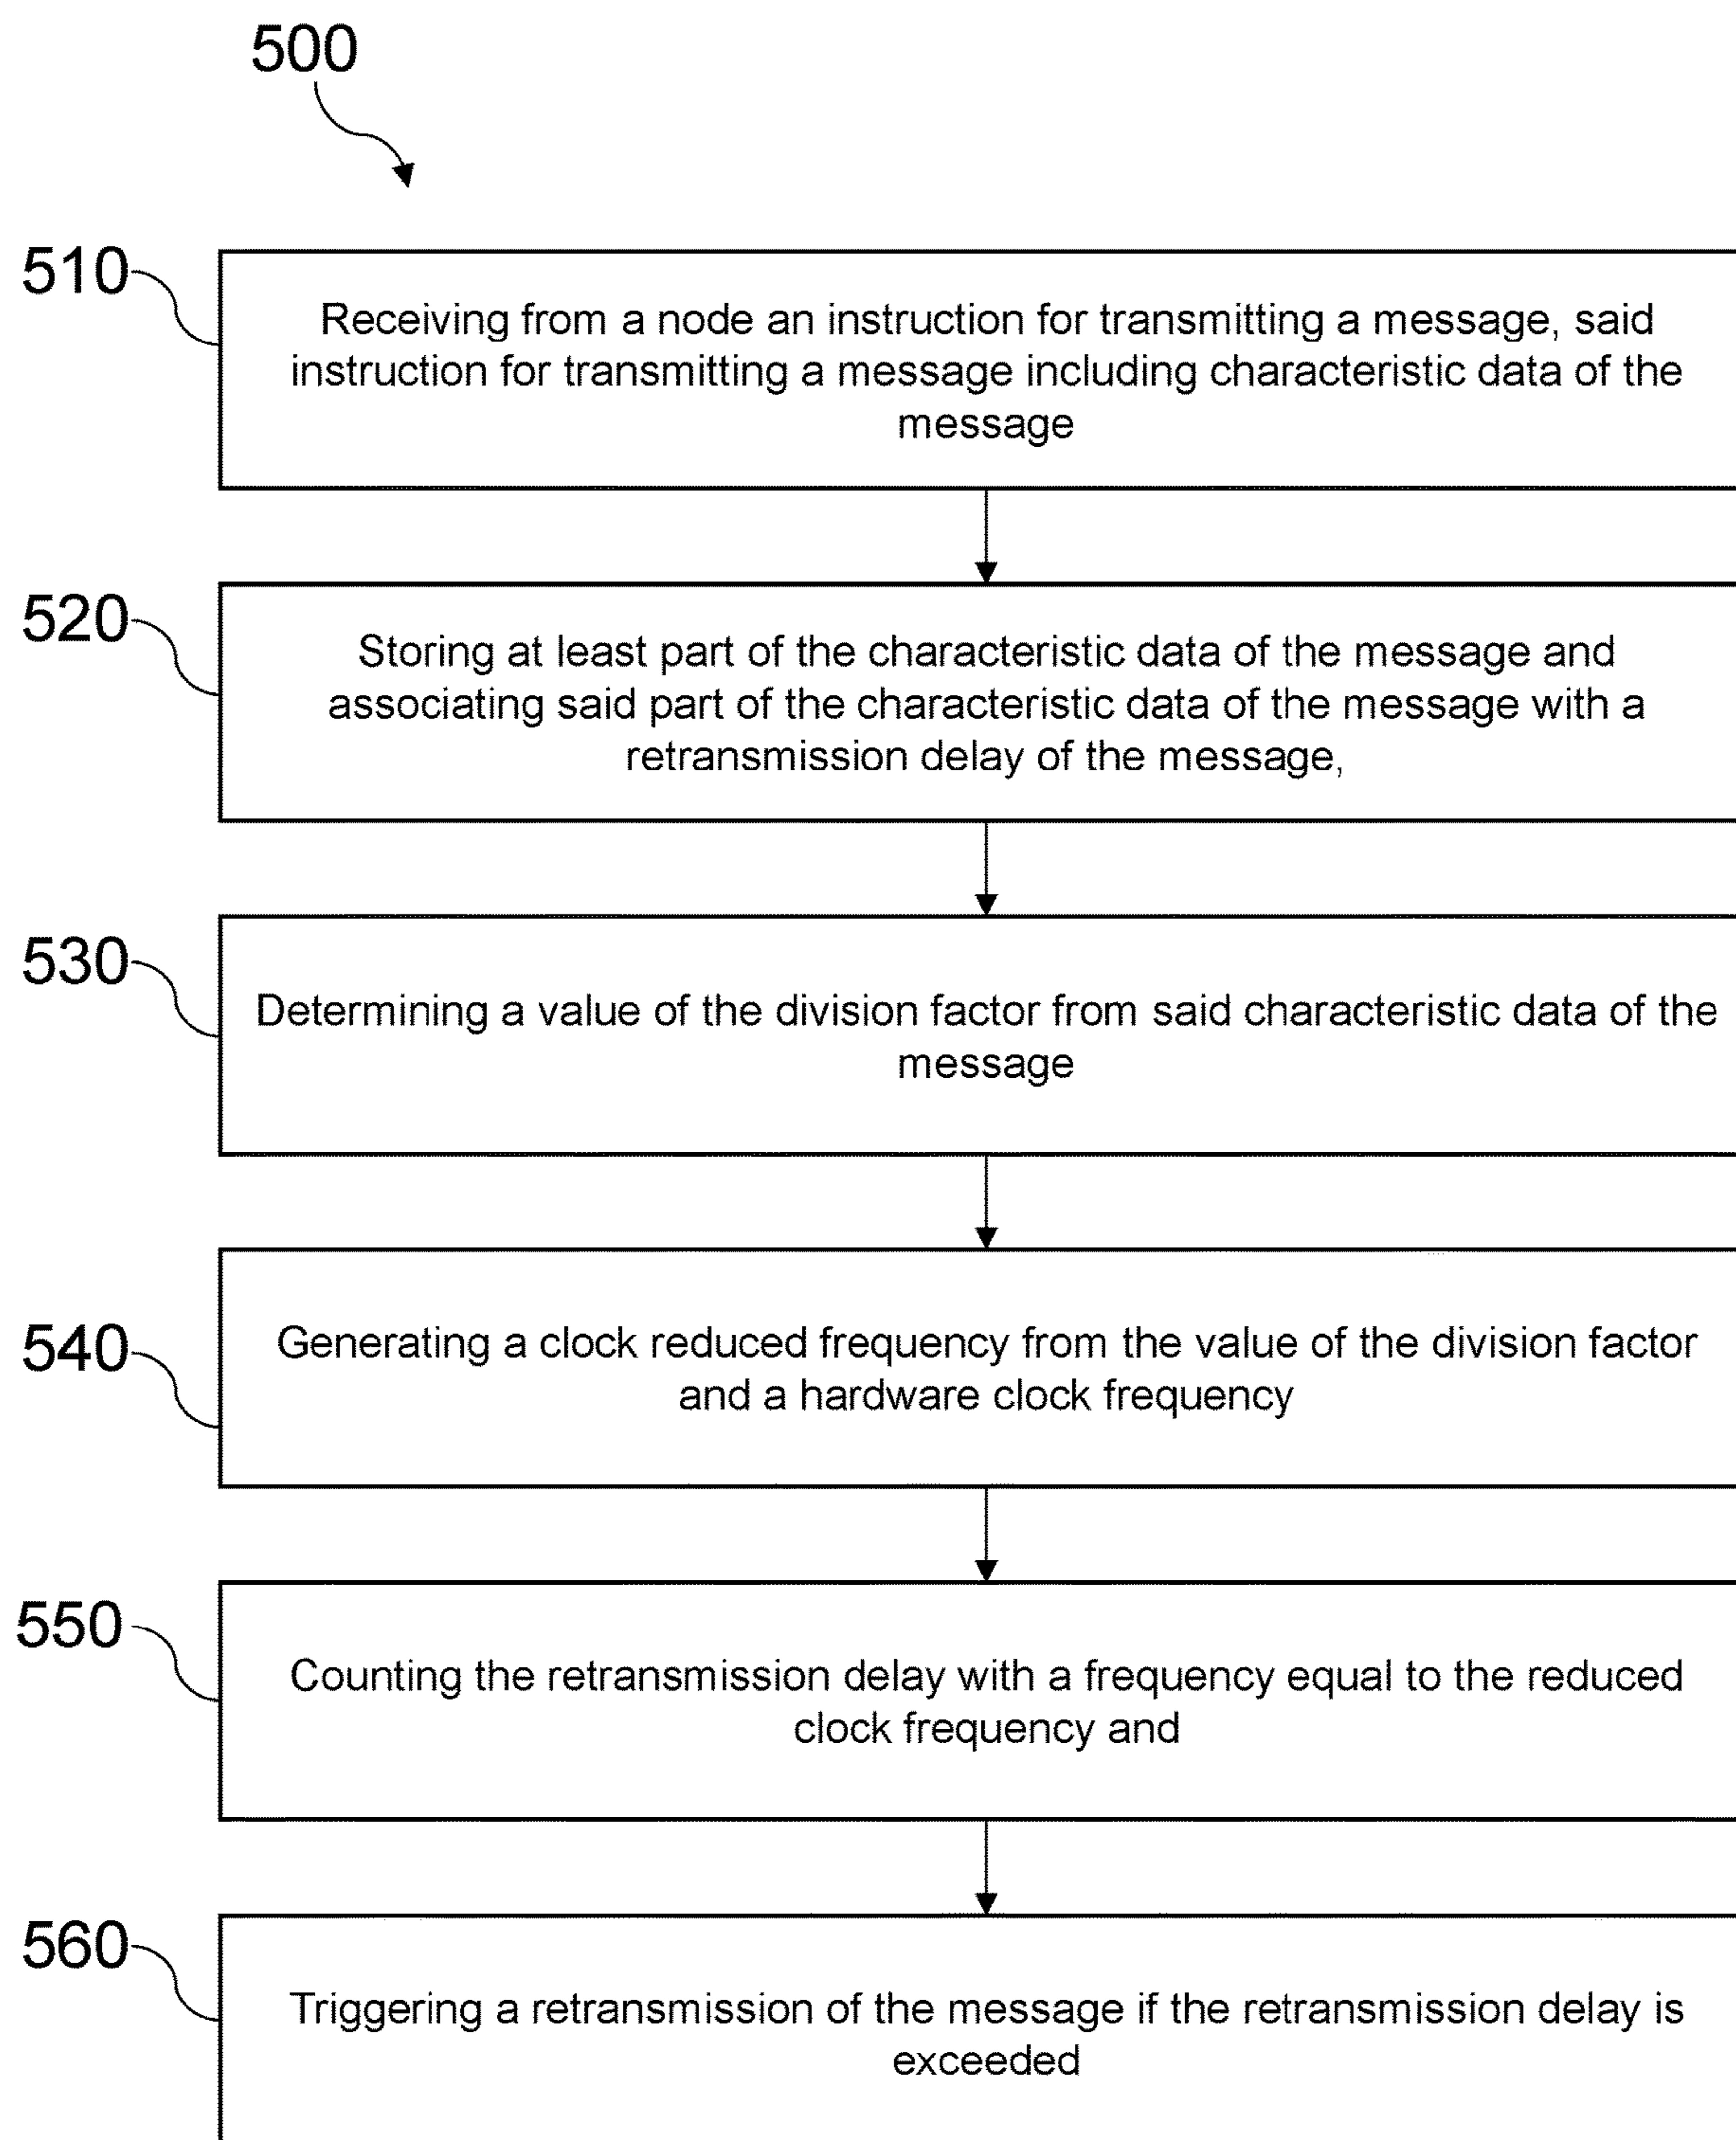 500
510
Receiving from a node an instruction for transmitting a message, said
instruction for transmitting a message including characteristic data of the
message
520
Storing at least part of the characteristic data of the message and
associating said part of the characteristic data of the message with a
retransmission delay of the message,
530
Determining a value of the division factor from said characteristic data of the
message
540
Generating a clock reduced frequency from the value of the division factor
and a hardware clock frequency
550
Counting the retransmission delay with a frequency equal to the reduced
clock frequency and
560
Triggering a retransmission of the message if the retransmission delay is
exceeded